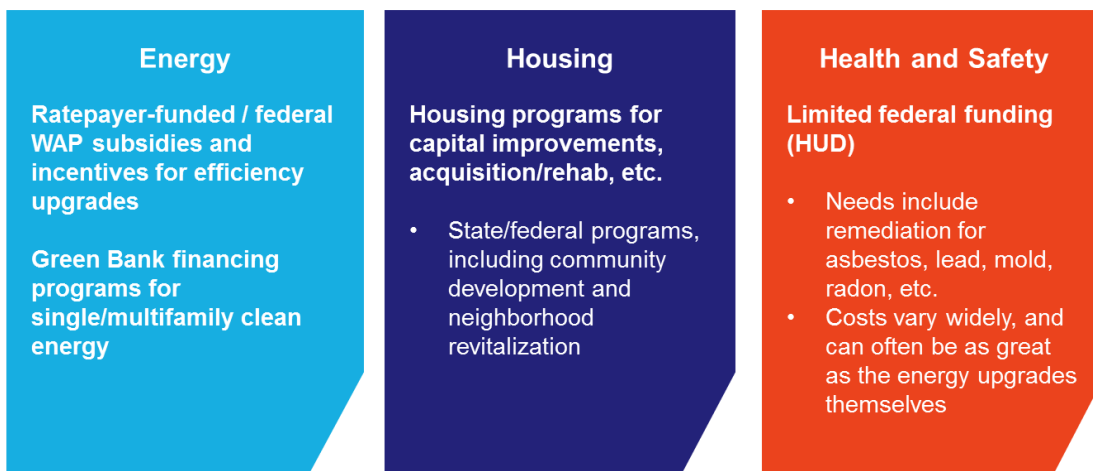 Energy
Ratepayer-funded / federal
WAP subsidies and
incentives for efficiency
upgrades
Green Bank financing
programs for
single/multifamily clean
energy
Housing
Housing programs for
capital improvements,
acquisition/rehab, etc.
• State/federal programs,
including community
development and
neighborhood
revitalization
Health and Safety
Limited federal funding
(HUD)
• Needs include
remediation for
asbestos, lead, mold,
radon, etc.
• Costs vary widely, and
can often be as great
as the energy upgrades
themselves